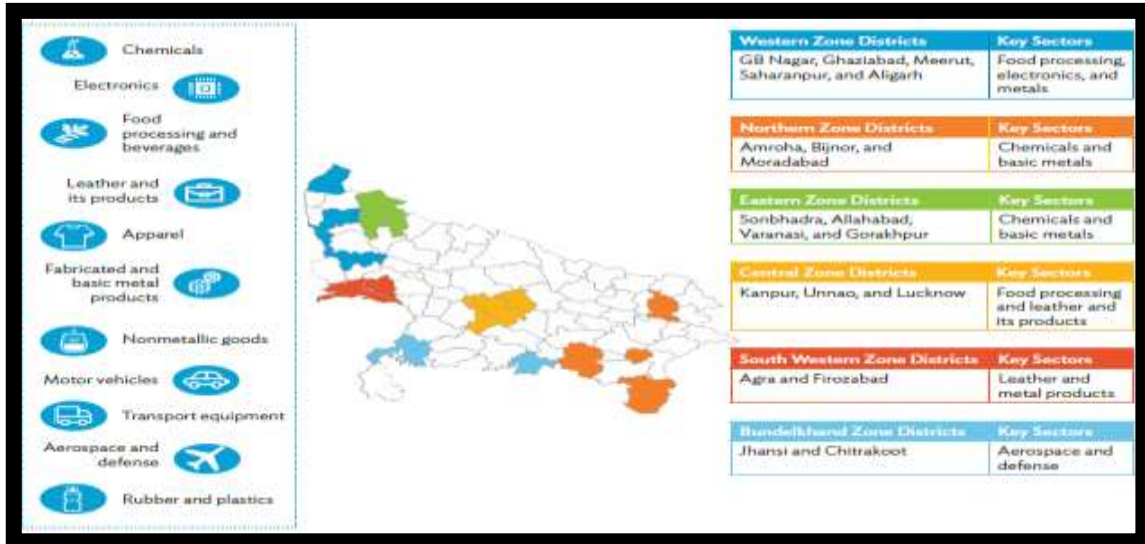 Chemicals
Electronics
Food
processing and
beverages
Leather and
its products
Apparel
Fabricated and
basic metal
products
Nonmetallic goods
Motor vehicles
Transport equipment
Aerospace and
defense
Rubber and plastics
Western Zone Districts Key Sectors
GB Nagar, Ghaziabad, Meerut, Food processing,
Saharanpur, and Aligarh electronics, and
metals
Northern Zone Districts Key Sectors
Amroha, Bijnor, and Chemicals and
Moradabad basic metals
Eastern Zone Districts Key Sectors
Sonbhadra, Allahabad, Chemicals and
Varanasi, and Gorakhpur basic metals
Central Zone Districts Key Sectors
Kanpur, Unnao, and Lucknow Food processing
and leather and
its products
South Western Zone Districts Key Sectors
Agra and Firozabad Leather and
metal products
Bundelkhand Zone Districts Key Sectors
Jhansi and Chitrakoot Aerospace and
defense